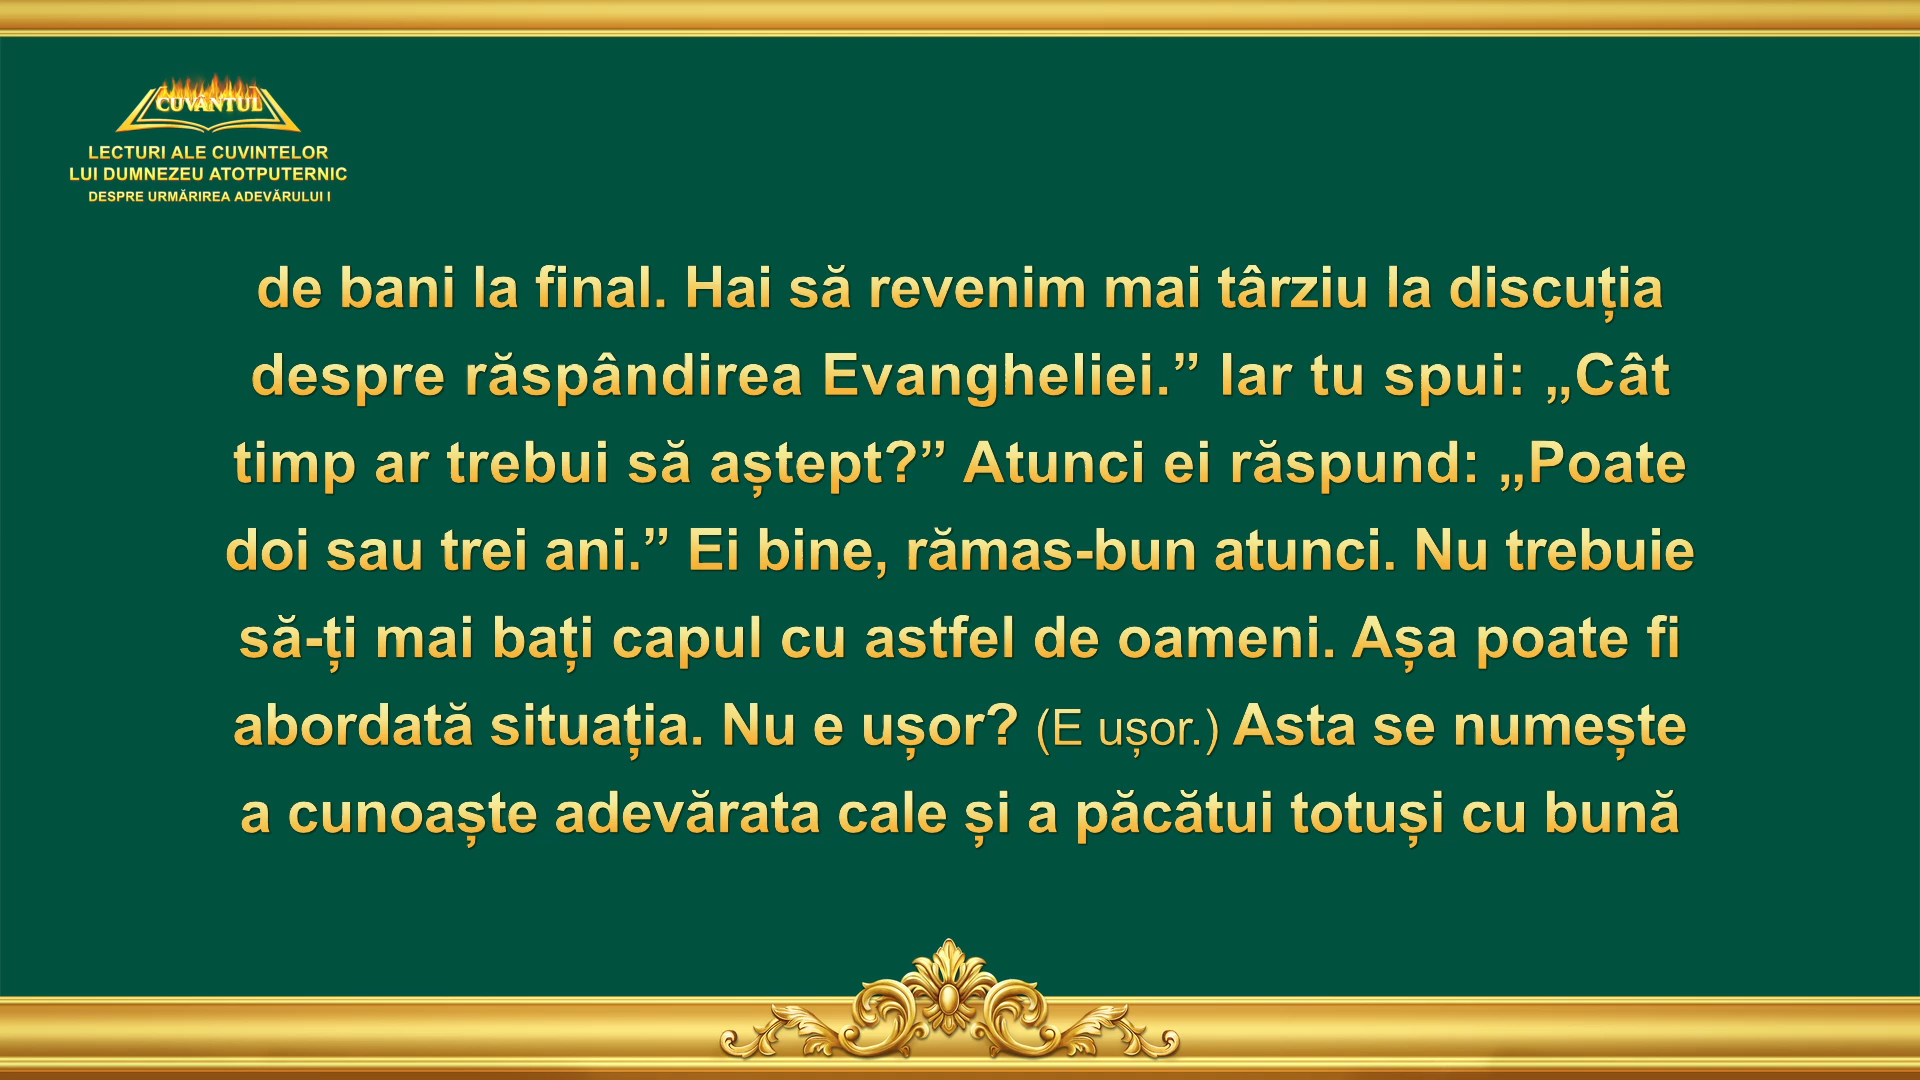 CUVÂNTUL
LECTURI ALE CUVINTELOR
LUI DUMNEZEU ATOTPUTERNIC
DESPRE URMĂRIREA ADEVĂRULUI I
de bani la final. Hai să revenim mai târziu la discuția
despre răspândirea Evangheliei.” Iar tu spui: „Cât
timp ar trebui să aștept?” Atunci ei răspund: „Poate
doi sau trei ani.” Ei bine, rămas-bun atunci. Nu trebuie
să-ți mai bați capul cu astfel de oameni. Așa poate fi
abordată situația. Nu e ușor? (E ușor.) Asta se numește
a cunoaște adevărata cale și a păcătui totuși cu bună